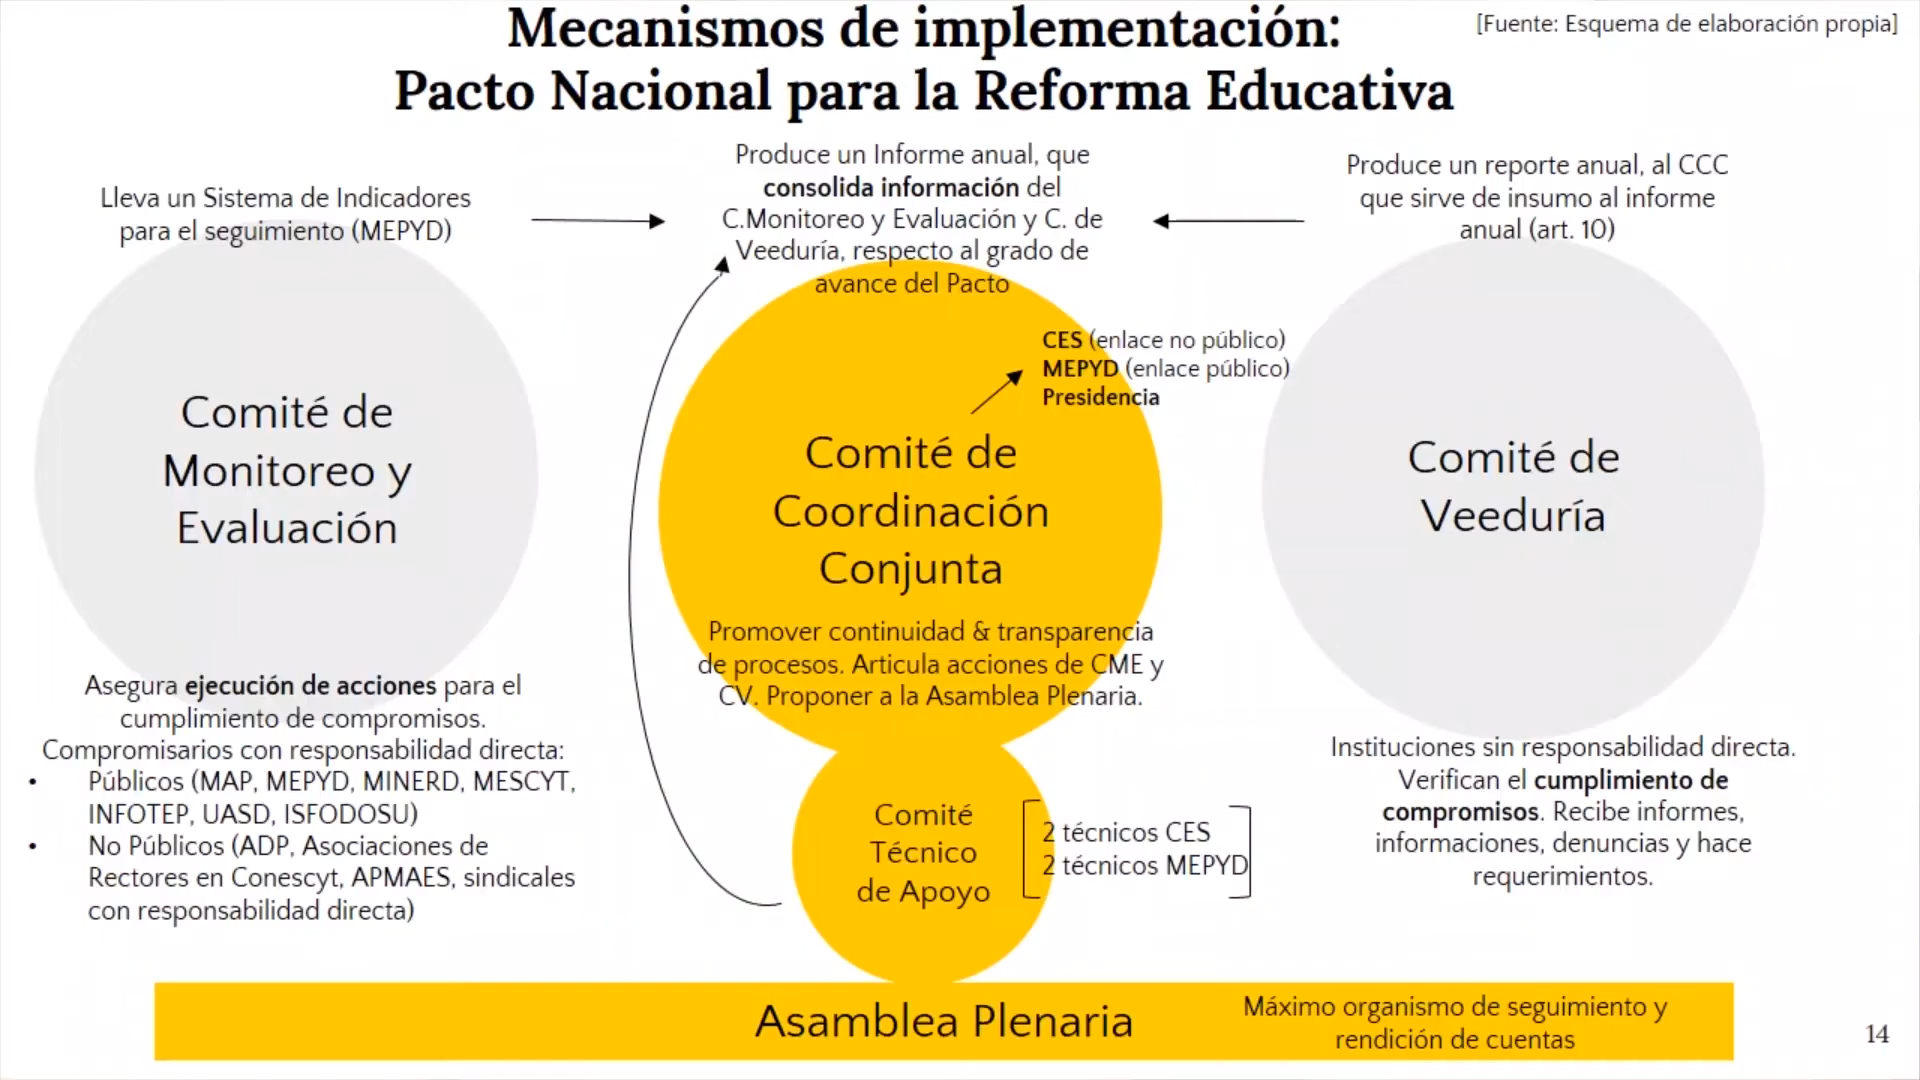 Mecanismos de implementación:
Pacto Nacional para la Reforma Educativa
[Fuente: Esquema de elaboración propia]
Lleva un Sistema de Indicadores
para el seguimiento (MEPYD)
Produce un Informe anual, que
consolida información del
C.Monitoreo y Evaluación y C. de
Veeduría, respecto al grado de
avance del Pacto
Produce un reporte anual, al CCC
que sirve de insumo al informe
anual (art. 10)
CES (enlace no público)
MEPYD (enlace público)
Presidencia
Comité de
Monitoreo y
Evaluación
Comité de
Coordinación
Conjunta
Comité de
Veeduría
Promover continuidad & transparencia
de procesos. Articula acciones de CME y
CV. Proponer a la Asamblea Plenaria.
Asegura ejecución de acciones para el
cumplimiento de compromisos.
Compromisarios con responsabilidad directa:
• Públicos (MAP, MEPYD, MINERD, MESCYT,
INFOTEP, UASD, ISFODOSU)
• No Públicos (ADP, Asociaciones de
Rectores en Conescyt, APMAES, sindicales
con responsabilidad directa)
Comité
Técnico
de Apoyo
2 técnicos CES
2 técnicos MEPYD
Instituciones sin responsabilidad directa.
Verifican el cumplimiento de
compromisos. Recibe informes,
informaciones, denuncias y hace
requerimientos.
Asamblea Plenaria
Máximo organismo de seguimiento y
rendición de cuentas
14